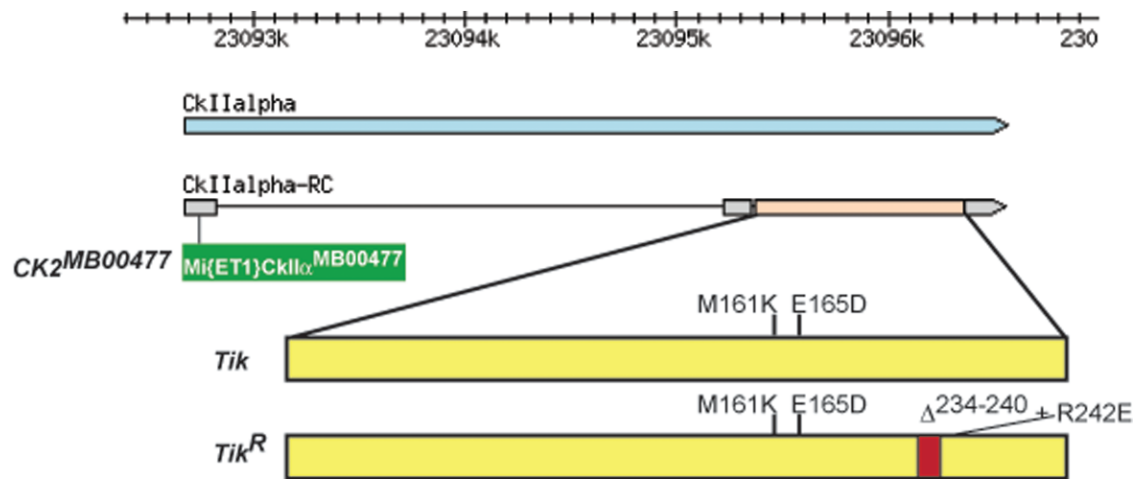 23093k 23094k 23095k 23096k 230
CkIIalpha
CkIIalpha-RC
CK2MB00477 Mi{ET1}CkIIαMB00477
M161K E165D
Tik
M161K E165D Δ234-240 + R242E
TikR